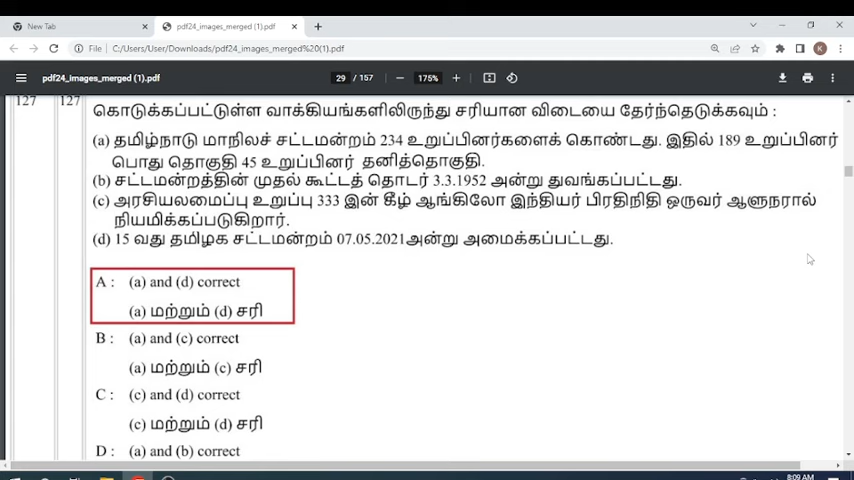 New Tab
pdf24_images_merged (1).pdf
File
C:/Users/User/Downloads/pdf24_images_merged%20(1).pdf
K
pdf24_images_merged (1).pdf
29 / 157
175%
127 127 கொடுக்கப்பட்டுள்ள வாக்கியங்களிலிருந்து சரியான விடையை தேர்ந்தெடுக்கவும் :
(a) தமிழ்நாடு மாநிலச் சட்டமன்றம் 234 உறுப்பினர்களைக் கொண்டது. இதில் 189 உறுப்பினர்
பொது தொகுதி 45 உறுப்பினர் தனித்தொகுதி.
(b) சட்டமன்றத்தின் முதல் கூட்டத் தொடர் 3.3.1952 அன்று துவங்கப்பட்டது.
(c) அரசியலமைப்பு உறுப்பு 333 இன் கீழ் ஆங்கிலோ இந்தியர் பிரதிநிதி ஒருவர் ஆளுநரால்
நியமிக்கப்படுகிறார்.
(d) 15 வது தமிழக சட்டமன்றம் 07.05.2021அன்று அமைக்கப்பட்டது.
A : (a) and (d) correct
(a) மற்றும் (d) சரி
B : (a) and (c) correct
(a) மற்றும் (c) சரி
C : (c) and (d) correct
(c) மற்றும் (d) சரி
D : (a) and (b) correct
8:09 AM